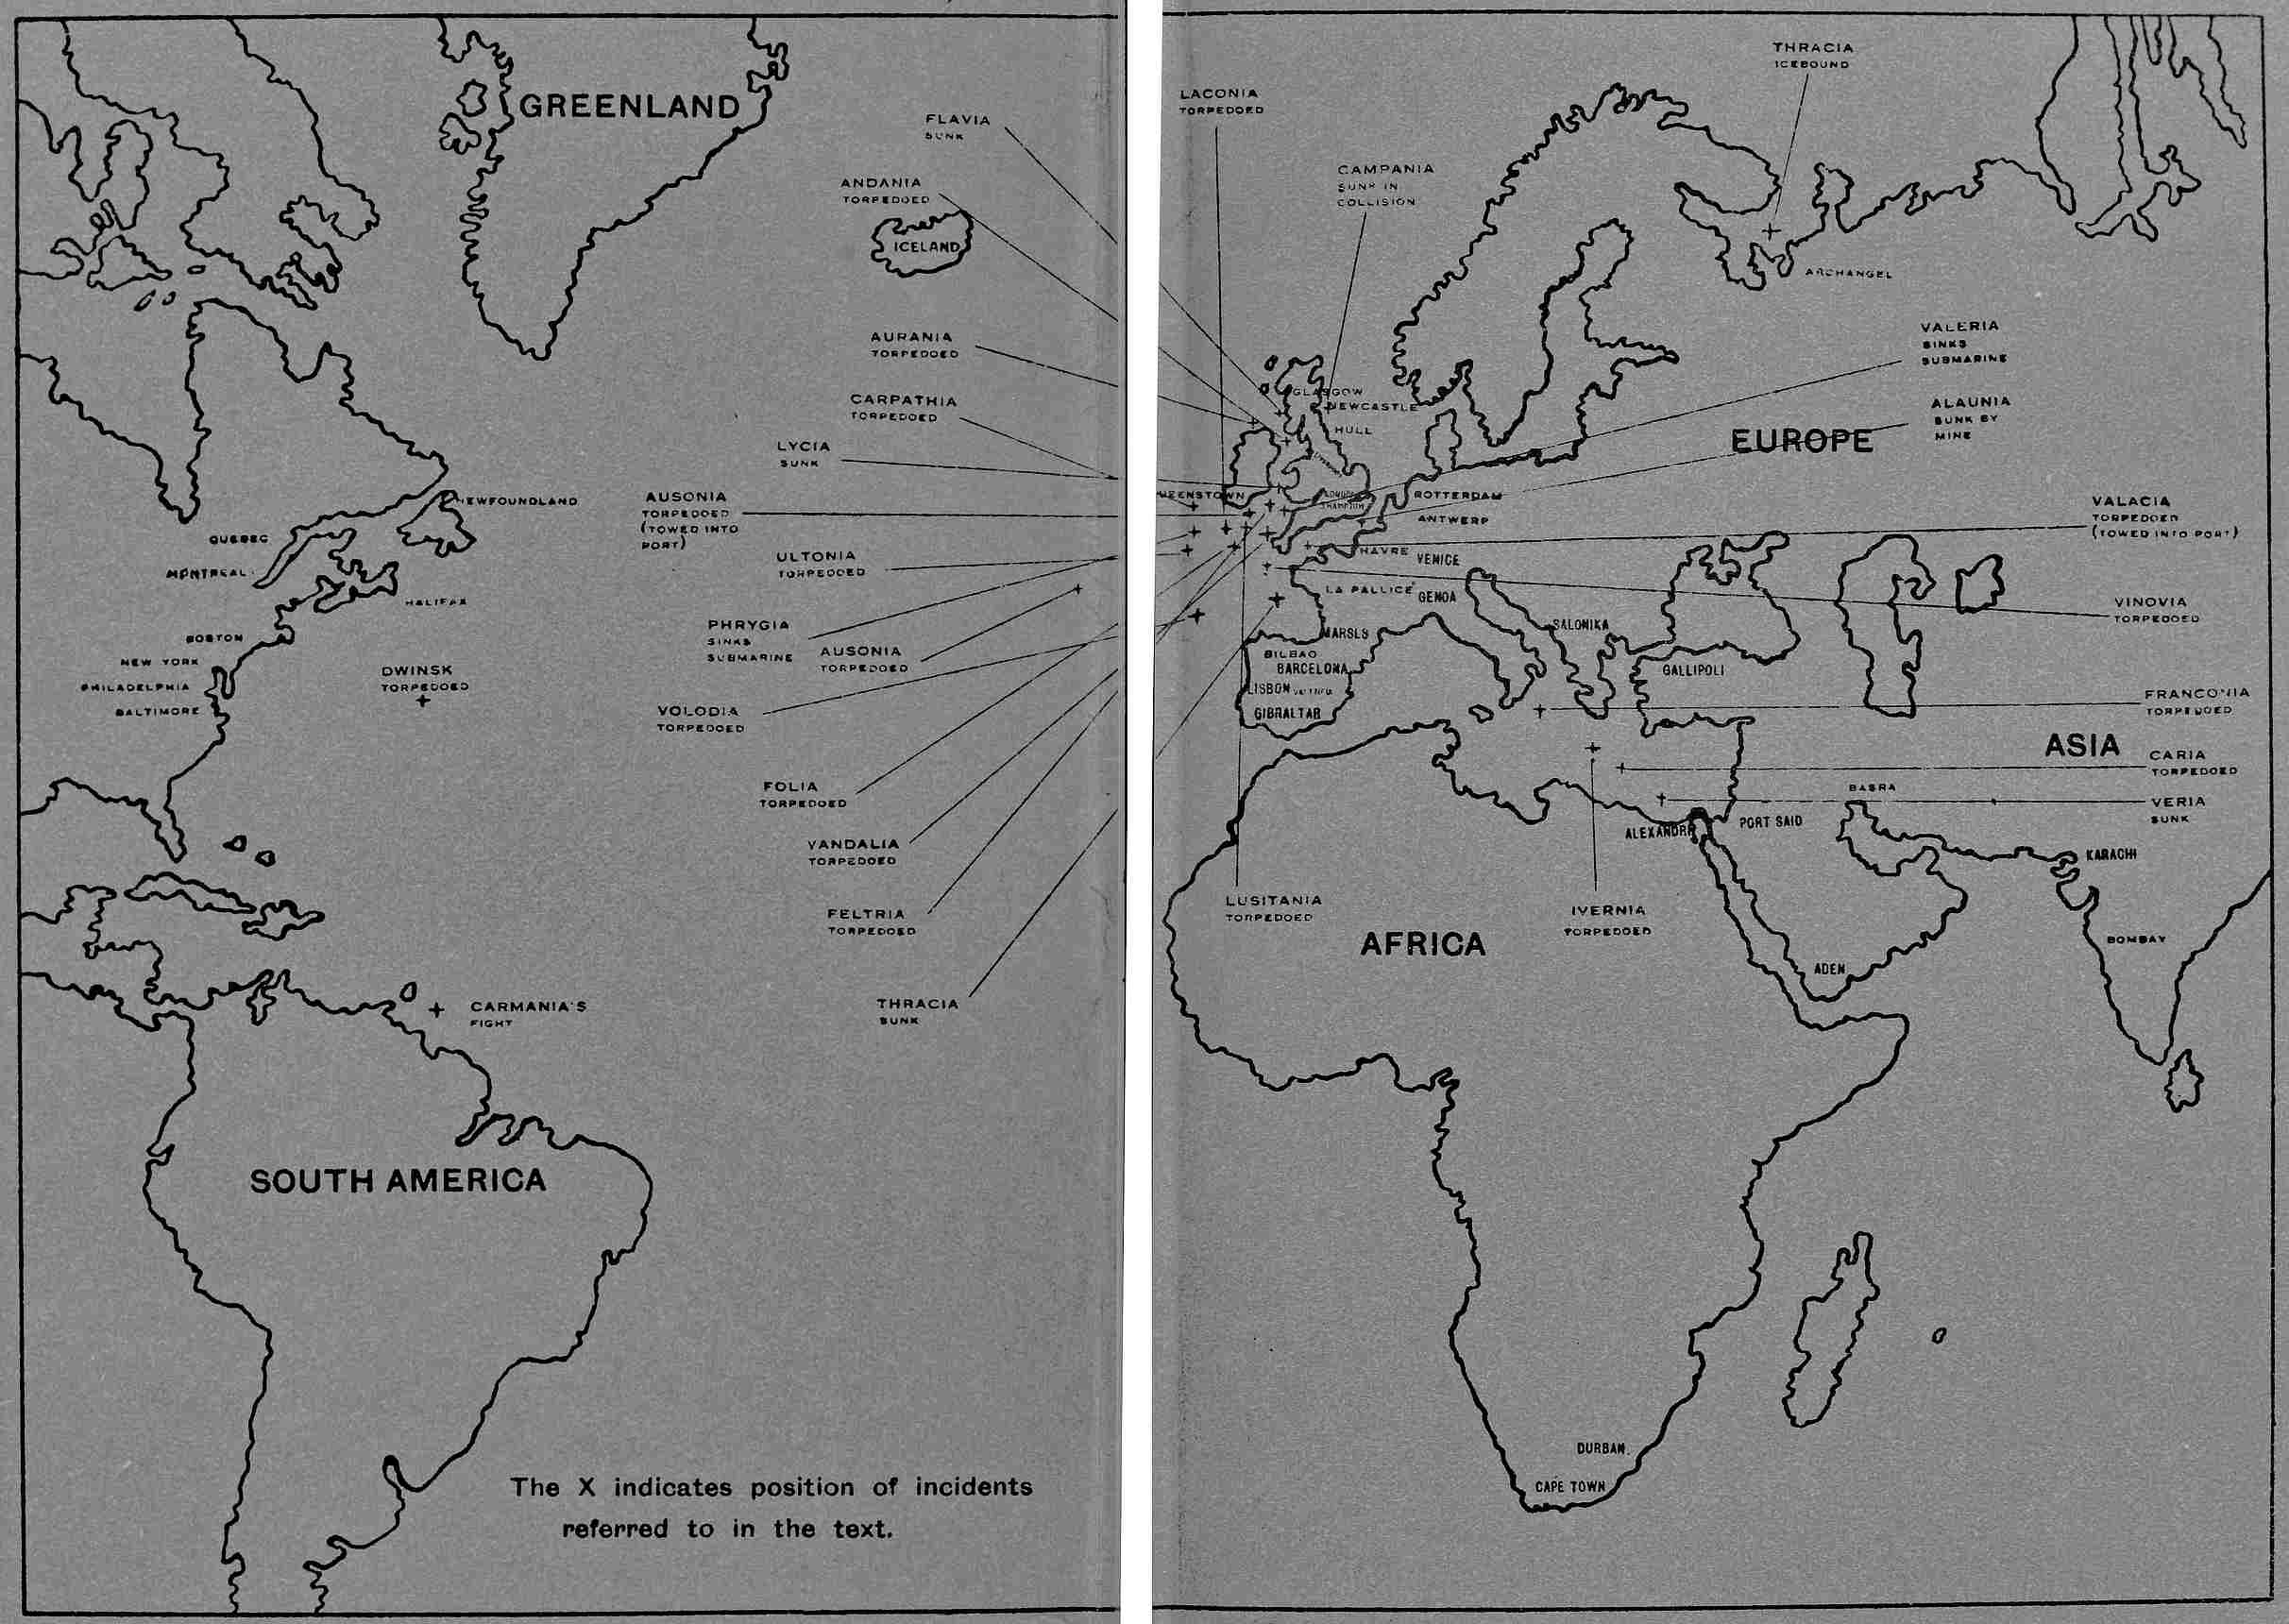 GREENLAND
FLAVIA
SUNK
ANDANIA
TORPEDOED
ICELAND
AURANIA
TORPEDOED
CARPATHIA
TORPEDOED
LYCIA
SUNK
NEWFOUNDLAND
AUSONIA
TORPEDOED
(TOWED INTO
PORT)
QUEBEC
ULTONIA
TORPEDOED
MONTREAL
HALIFAX
PHRYGIA
SINKS
SUBMARINE
BOSTON
AUSONIA
TORPEDOED
NEW YORK
DWINSK
TORPEDOED
PHILADELPHIA
BALTIMORE
VOLODIA
TORPEDOED
FOLIA
TORPEDOED
VANDALIA
TORPEDOED
FELTRIA
TORPEDOED
CARMANIA'S
FIGHT
THRACIA
SUNK
SOUTH AMERICA
The X indicates position of incidents
referred to in the text.
THRACIA
ICEBOUND
LACONIA
TORPEDOED
CAMPANIA
SUNK IN
COLLISION
ARCHANGEL
VALERIA
SINKS
SUBMARINE
GLASGOW
NEWCASTLE
ALAUNIA
SUNK BY
MINE
HULL
EUROPE
QUEENSTOWN
ROTTERDAM
VALACIA
TORPEDOED
(TOWED INTO PORT)
ANTWERP
HAVRE
VENICE
LA PALLICE
GENOA
VINOVIA
TORPEDOED
MARSLS
SALONIKA
BILBAO
BARCELONA
GALLIPOLI
LISBON
FRANCONIA
TORPEDOED
GIBRALTAR
ASIA
CARIA
TORPEDOED
BASRA
VERIA
SUNK
ALEXANDRIA
PORT SAID
KARACHI
LUSITANIA
TORPEDOED
IVERNIA
TORPEDOED
AFRICA
BOMBAY
ADEN
DURBAN
CAPE TOWN